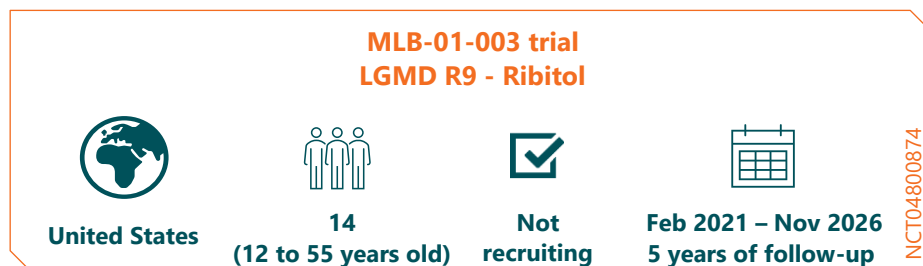 MLB-01-003 trial
LGMD R9 - Ribitol
United States
14
(12 to 55 years old)
Not
recruiting
Feb 2021 – Nov 2026
5 years of follow-up
NCT04800874